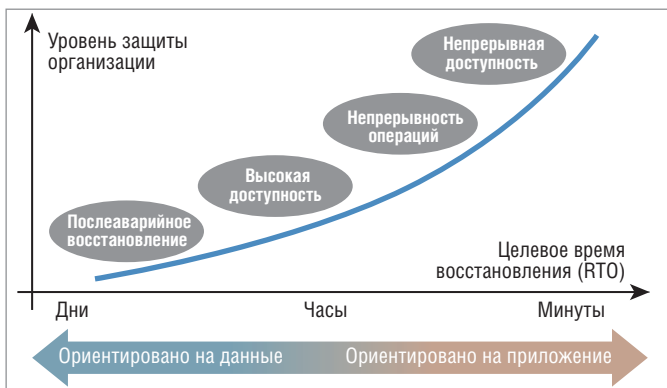 Уровень защиты
организации
Непрерывная
доступность
Непрерывность
операций
Высокая
доступность
Послеаварийное
восстановление
Целевое время
восстановления (RTO)
Дни
Часы
Минуты
Ориентировано на данные
Ориентировано на приложение